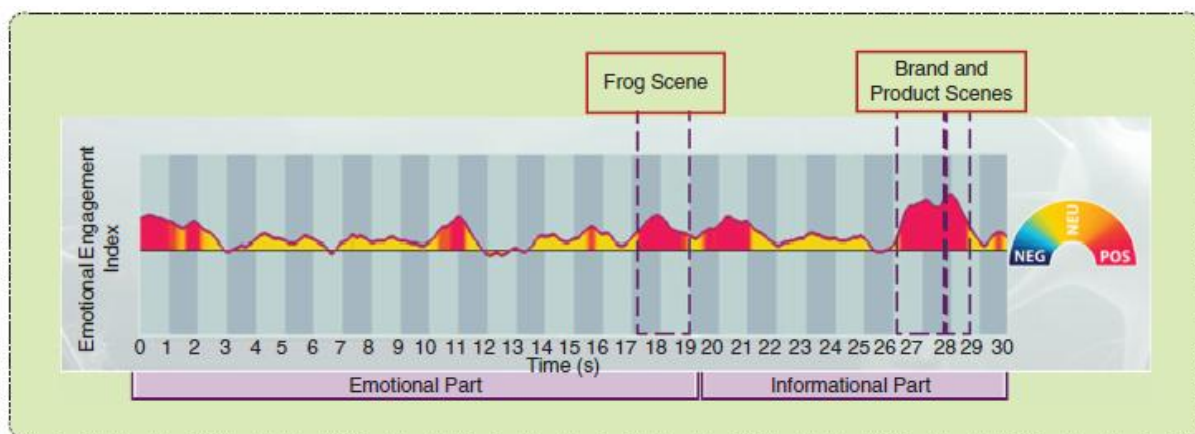 Frog Scene
Brand and
Product Scenes
Emotional Engagement
Index
NEG
NEU
POS
0 1 2 3 4 5 6 7 8 9 10 11 12 13 14 15 16 17 18 19 20 21 22 23 24 25 26 27 28 29 30
Time (s)
Emotional Part
Informational Part